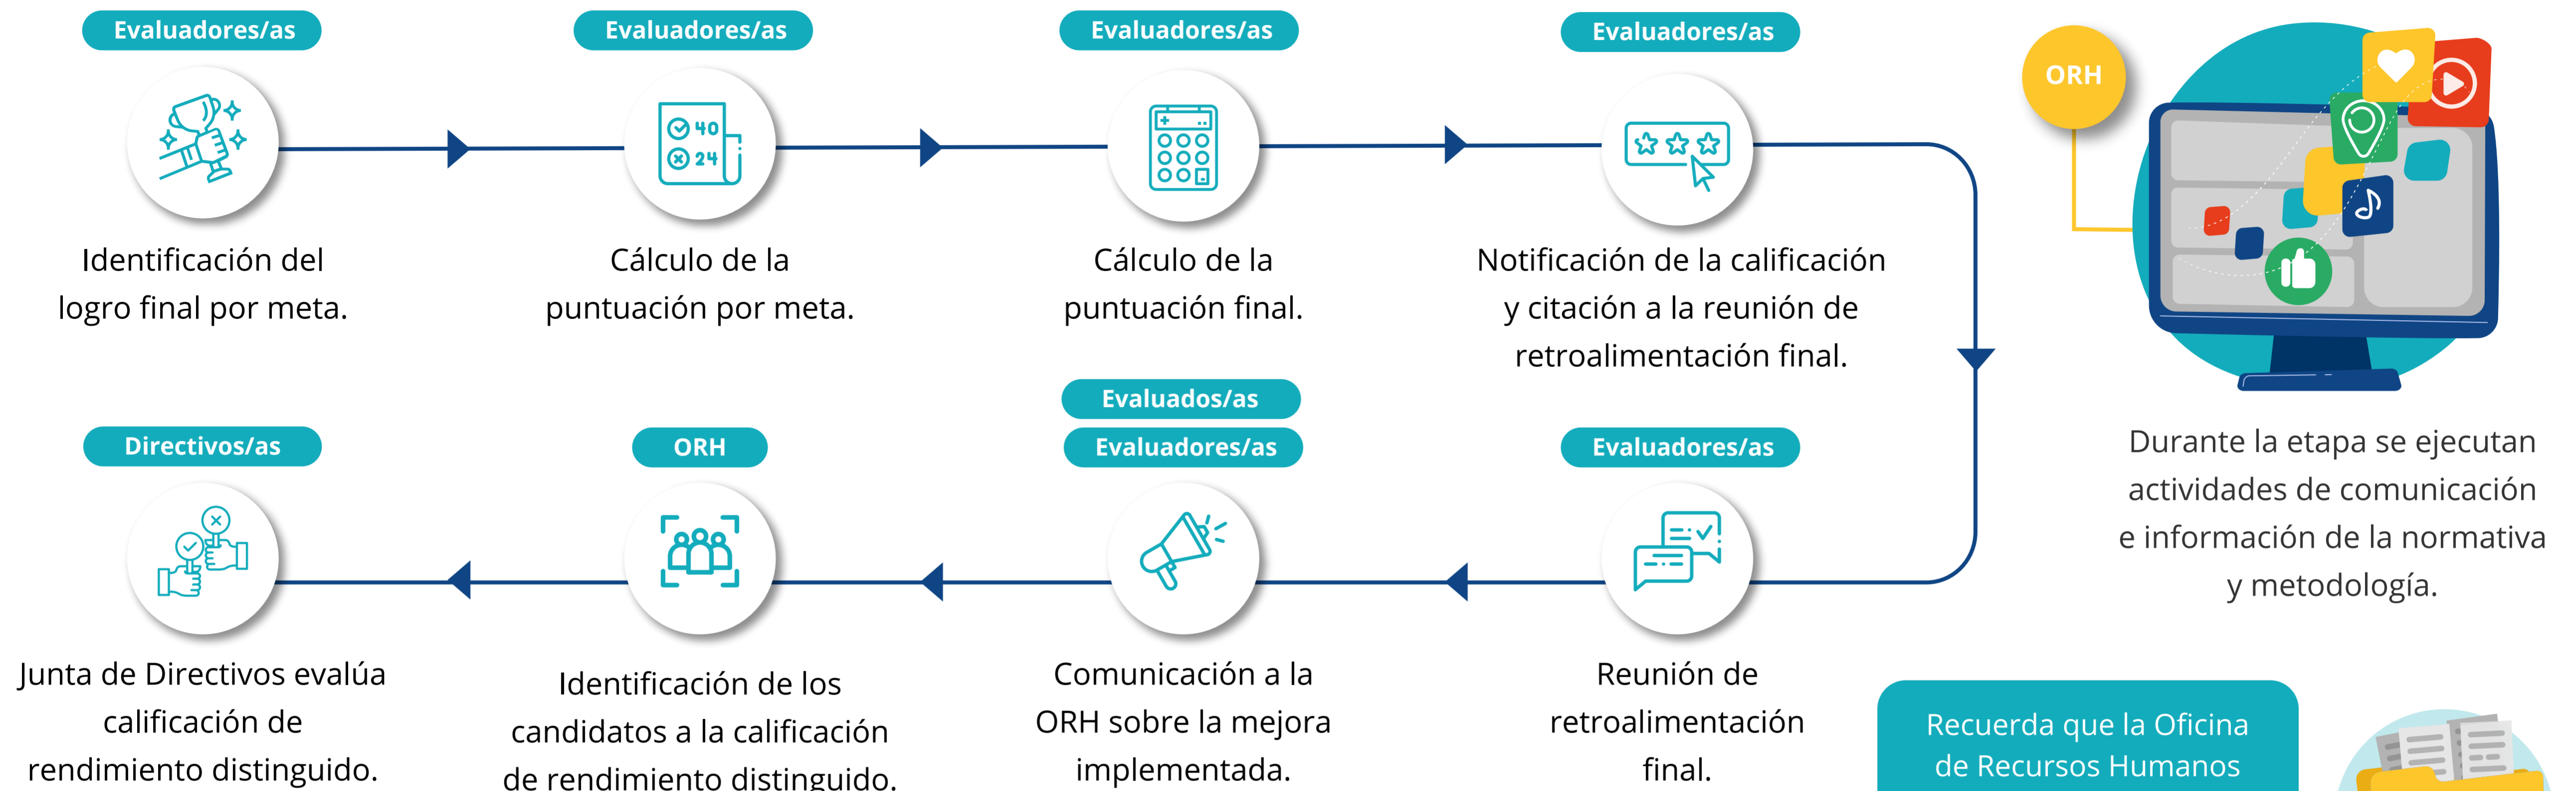 Evaluadores/as
Identificación del
logro final por meta.
Evaluadores/as
40
24
Cálculo de la
puntuación por meta.
Evaluadores/as
Cálculo de la
puntuación final.
Evaluadores/as
Notificación de la calificación
y citación a la reunión de
retroalimentación final.
Evaluadores/as
Reunión de
retroalimentación
final.
Evaluados/as
Evaluadores/as
Comunicación a la
ORH sobre la mejora
implementada.
ORH
Identificación de los
candidatos a la calificación
de rendimiento distinguido.
Directivos/as
Junta de Directivos evalúa
calificación de
rendimiento distinguido.
ORH
Durante la etapa se ejecutan
actividades de comunicación
e información de la normativa
y metodología.
Recuerda que la Oficina
de Recursos Humanos